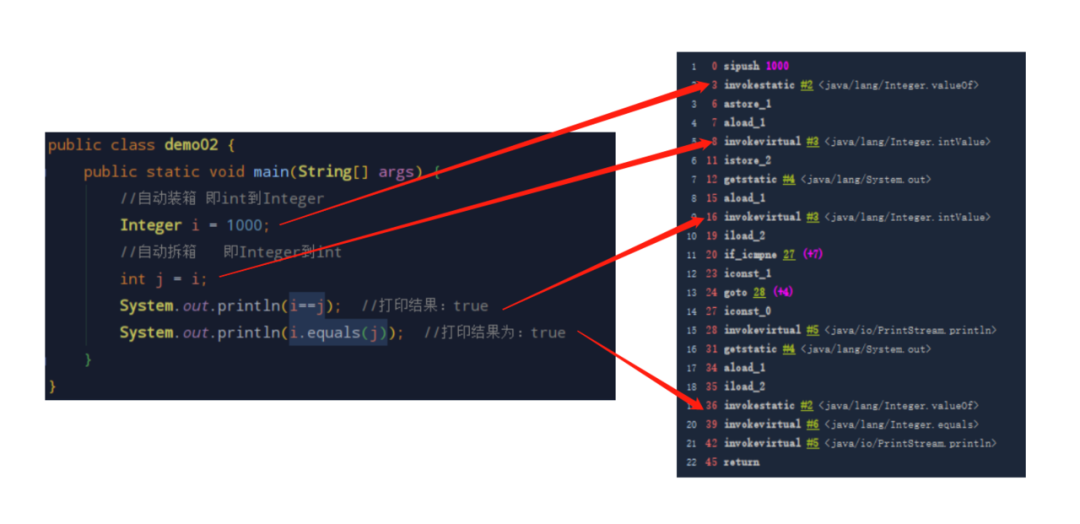 public class demo02 {
public static void main(String[] args) {
//自动装箱 即int到Integer
Integer i = 1000;
//自动拆箱 即Integer到int
int j = i;
System.out.println(i==j); //打印结果：true
System.out.println(i.equals(j)); //打印结果为：true
}
}
1 0 sipush 1000
2 3 invokestatic #2 <java/lang/Integer.valueOf>
3 6 astore_1
4 7 aload_1
5 8 invokevirtual #3 <java/lang/Integer.intValue>
6 11 istore_2
7 12 getstatic #4 <java/lang/System.out>
8 15 aload_1
9 16 invokevirtual #3 <java/lang/Integer.intValue>
10 19 iload_2
11 20 if_icmpne 27 (+7)
12 23 iconst_1
13 24 goto 28 (+4)
14 27 iconst_0
15 28 invokevirtual #5 <java/io/PrintStream.println>
16 31 getstatic #4 <java/lang/System.out>
17 34 aload_1
18 35 iload_2
19 36 invokestatic #2 <java/lang/Integer.valueOf>
20 39 invokevirtual #6 <java/lang/Integer.equals>
21 42 invokevirtual #5 <java/io/PrintStream.println>
22 45 return